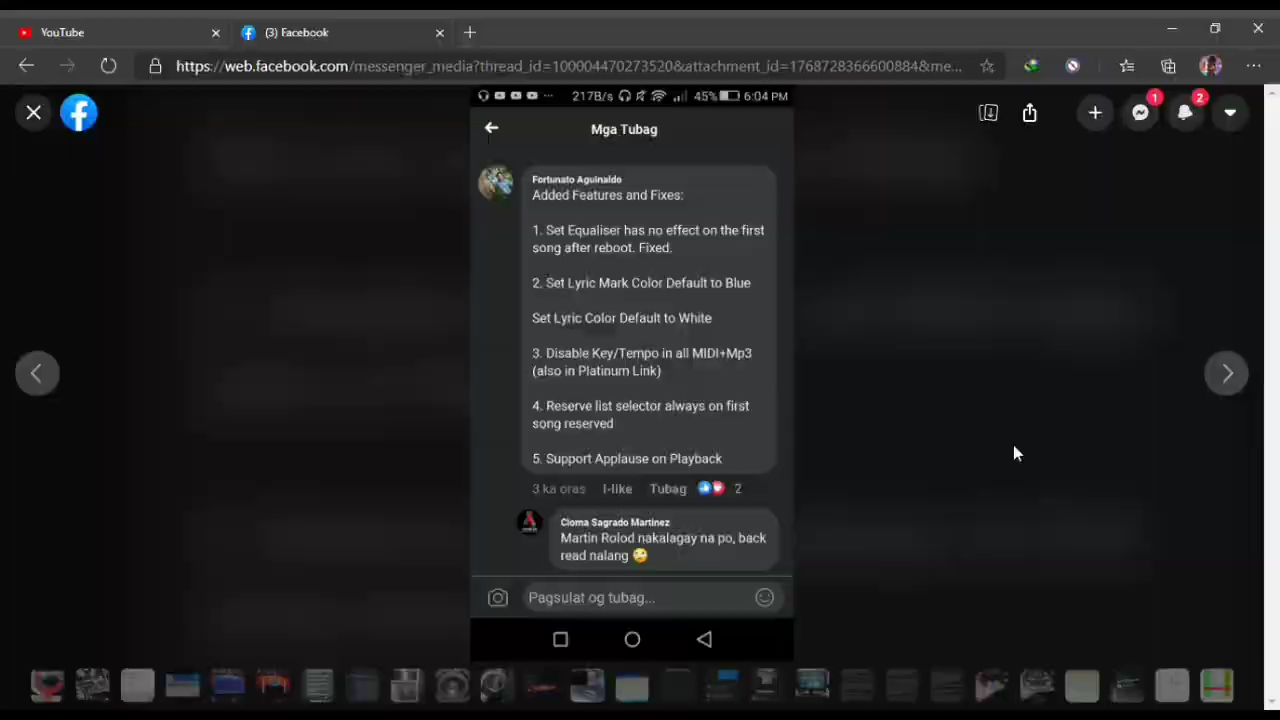 YouTube
(3) Facebook
https://web.facebook.com/messenger_media?thread_id=100004470273520&attachment_id=1768728366600884&me...
217B/s 45% 6:04 PM
Mga Tubag
1
2
Fortunato Aguinaldo
Added Features and Fixes:
1. Set Equaliser has no effect on the first
song after reboot. Fixed.
2. Set Lyric Mark Color Default to Blue
Set Lyric Color Default to White
3. Disable Key/Tempo in all MIDI+Mp3
(also in Platinum Link)
4. Reserve list selector always on first
song reserved
5. Support Applause on Playback
3 ka oras I-like Tubag 2
Cioma Sagrado Martinez
Martin Rolod nakalagay na po, back
read nalang
Pagsulat og tubag...